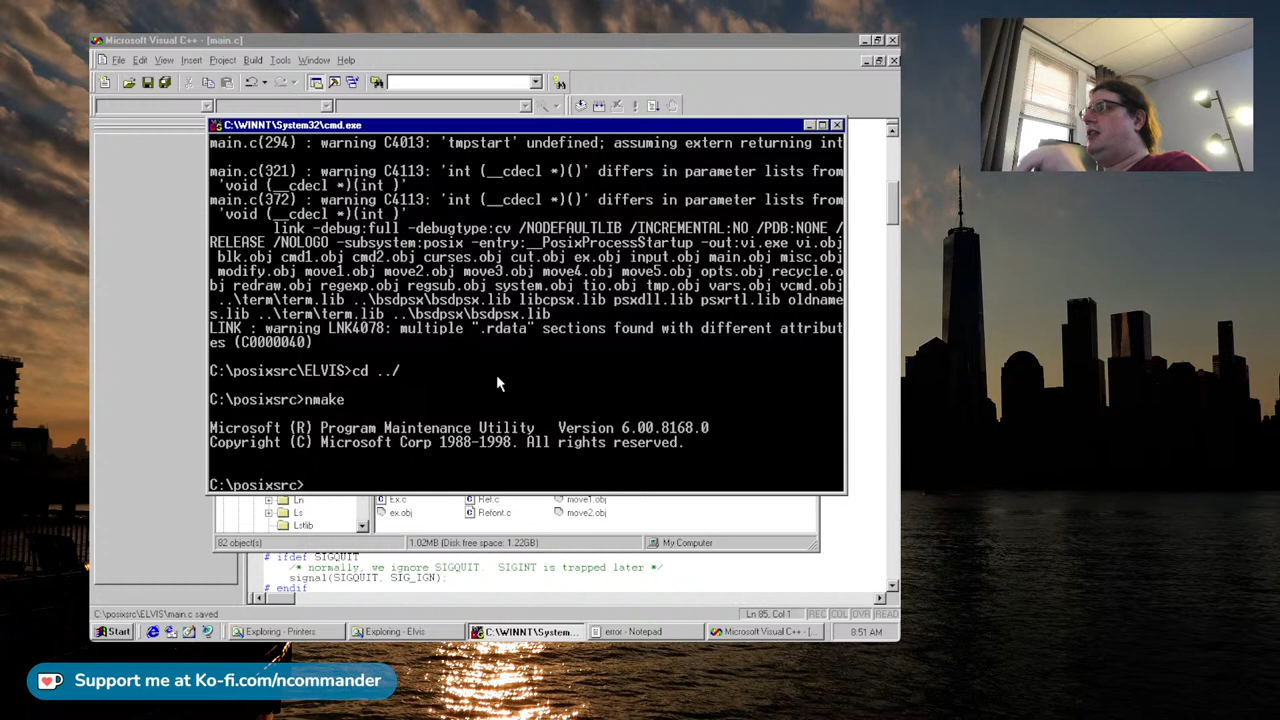 Microsoft Visual C++ - [main.c]
File Edit View Insert Project Build Tools Window Help
C:\WINNT\System32\cmd.exe
main.c(294) : warning C4013: 'tmpstart' undefined; assuming extern returning int
main.c(321) : warning C4113: 'int (__cdecl *)()' differs in parameter lists from
'void (__cdecl *)(int )'
main.c(372) : warning C4113: 'int (__cdecl *)()' differs in parameter lists from
'void (__cdecl *)(int )'
link -debug:full -debugtype:cv /NODEFAULTLIB /INCREMENTAL:NO /PDB:NONE /
RELEASE /NOLOGO -subsystem:posix -entry:__PosixProcessStartup -out:vi.exe vi.obj
blk.obj cmd1.obj cmd2.obj curses.obj cut.obj ex.obj input.obj main.obj misc.obj
modify.obj move1.obj move2.obj move3.obj move4.obj move5.obj opts.obj recycle.o
bj redraw.obj regexp.obj regsub.obj system.obj tio.obj tmp.obj vars.obj vcmd.obj
..\term\term.lib ..\bsdpsx\bsdpsx.lib libcpsx.lib psxdll.lib psxrtl.lib oldname
s.lib ..\term\term.lib ..\bsdpsx\bsdpsx.lib
LINK : warning LNK4078: multiple ".rdata" sections found with different attribut
es (C0000040)
C:\posixsrc\ELVIS>cd ../
C:\posixsrc>nmake
Microsoft (R) Program Maintenance Utility Version 6.00.8168.0
Copyright (C) Microsoft Corp 1988-1998. All rights reserved.
C:\posixsrc>
Ln Ex.c Ref.c move1.obj
Ls ex.obj Refont.c move2.obj
Lstlib
82 object(s) 1.02MB (Disk free space: 1.22GB) My Computer
# ifdef SIGQUIT
/* normally, we ignore SIGQUIT. SIGINT is trapped later */
signal(SIGQUIT, SIG_IGN);
# endif
C:\posixsrc\ELVIS\main.c saved Ln 85, Col 1 REC COL OVR READ
Start Exploring - Printers Exploring - Elvis C:\WINNT\System... error - Notepad Microsoft Visual C++ - [... 8:51 AM
Support me at Ko-fi.com/ncommander